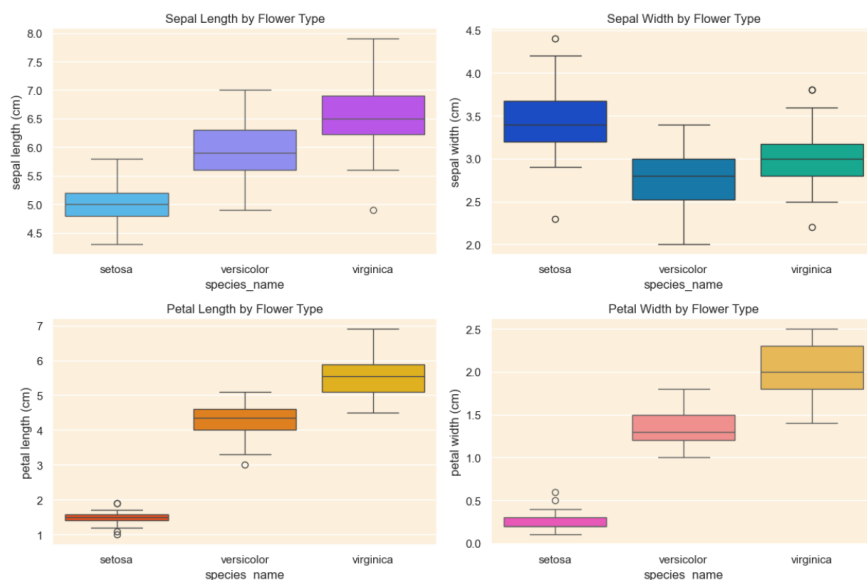 Sepal Length by Flower Type
8.0
7.5
7.0
6.5
6.0
5.5
5.0
4.5
sepal length (cm)
setosa versicolor virginica
species_name
Sepal Width by Flower Type
4.5
4.0
3.5
3.0
2.5
2.0
sepal width (cm)
setosa versicolor virginica
species_name
Petal Length by Flower Type
7
6
5
4
3
2
1
petal length (cm)
setosa versicolor virginica
species_name
Petal Width by Flower Type
2.5
2.0
1.5
1.0
0.5
0.0
petal width (cm)
setosa versicolor virginica
species_name